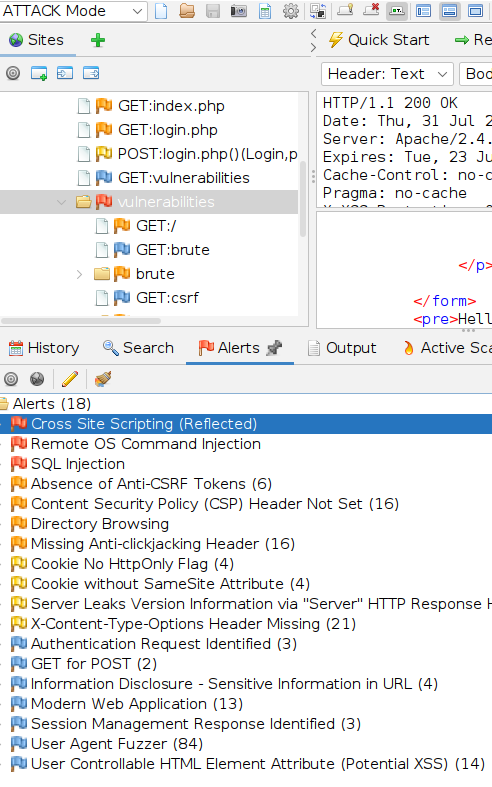 ATTACK Mode
Sites
Quick Start
Header: Text
HTTP/1.1 200 OK
Date: Thu, 31 Jul 2
Server: Apache/2.4.
Expires: Tue, 23 Ju
Cache-Control: no-c
Pragma: no-cache
GET:index.php
GET:login.php
POST:login.php()(Login,p
GET:vulnerabilities
vulnerabilities
GET:/
GET:brute
brute
GET:csrf
</p>
</form>
<pre>Hell
History
Search
Alerts
Output
Active Sca
Alerts (18)
Cross Site Scripting (Reflected)
Remote OS Command Injection
SQL Injection
Absence of Anti-CSRF Tokens (6)
Content Security Policy (CSP) Header Not Set (16)
Directory Browsing
Missing Anti-clickjacking Header (16)
Cookie No HttpOnly Flag (4)
Cookie without SameSite Attribute (4)
Server Leaks Version Information via "Server" HTTP Response H
X-Content-Type-Options Header Missing (21)
Authentication Request Identified (3)
GET for POST (2)
Information Disclosure - Sensitive Information in URL (4)
Modern Web Application (13)
Session Management Response Identified (3)
User Agent Fuzzer (84)
User Controllable HTML Element Attribute (Potential XSS) (14)